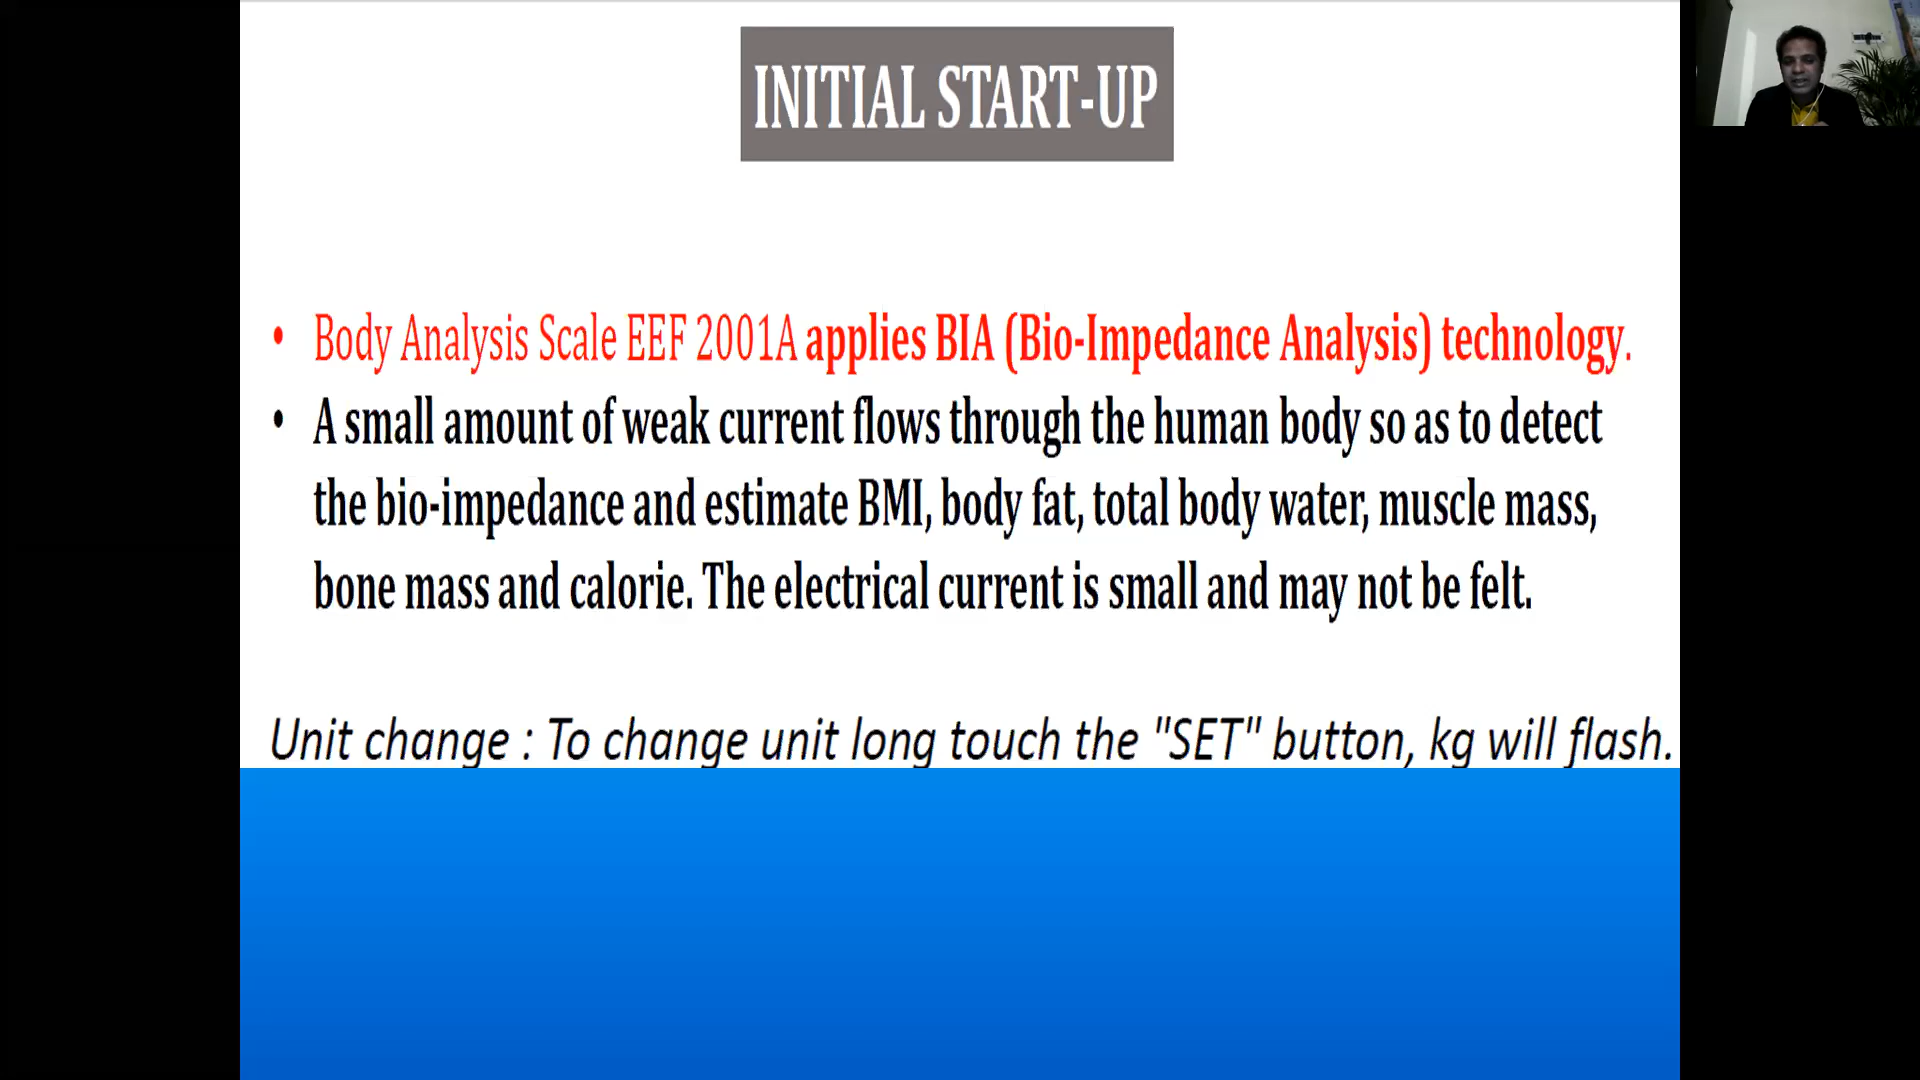 INITIAL START-UP
• Body Analysis Scale EEF 2001A applies BIA (Bio-Impedance Analysis) technology.
• A small amount of weak current flows through the human body so as to detect
the bio-impedance and estimate BMI, body fat, total body water, muscle mass,
bone mass and calorie. The electrical current is small and may not be felt.
Unit change : To change unit long touch the "SET" button, kg will flash.